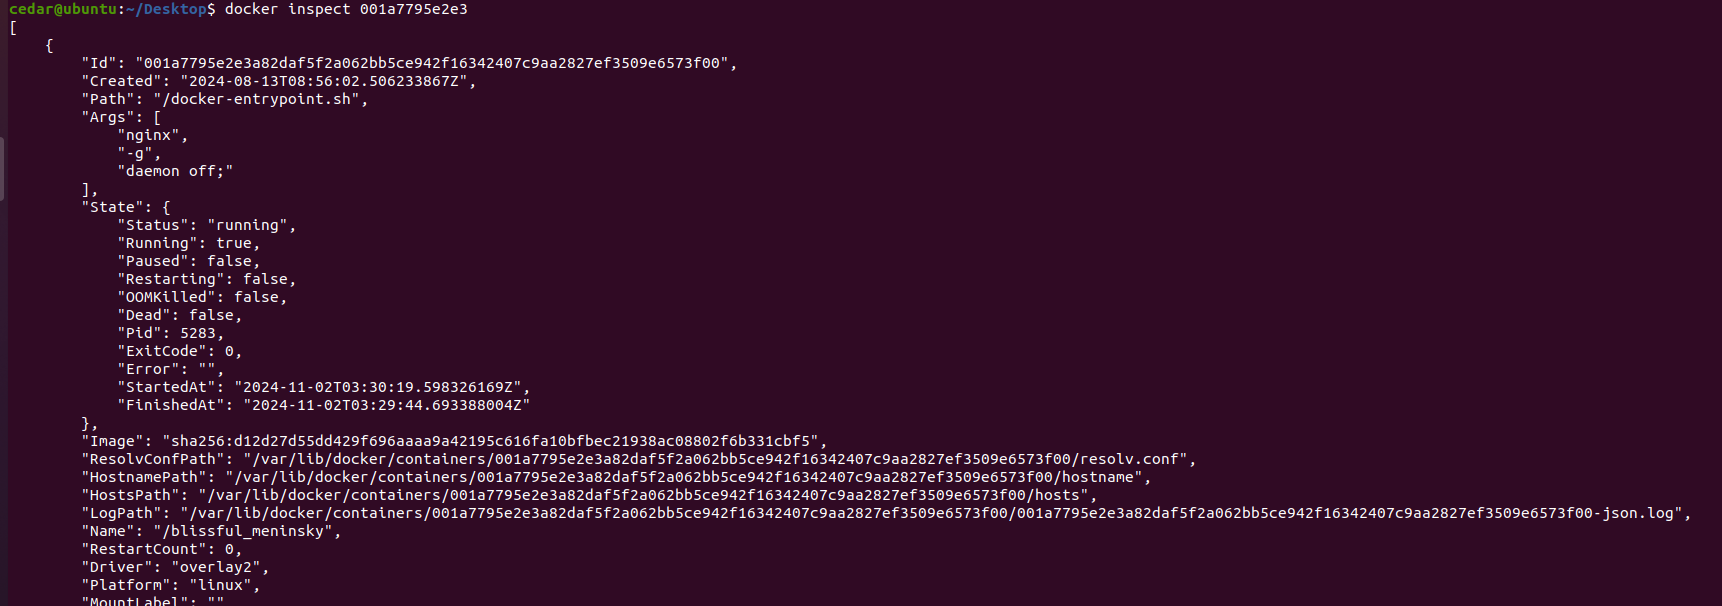 cedar@ubuntu:~/Desktop$ docker inspect 001a7795e2e3
[
    {
        "Id": "001a7795e2e3a82daf5f2a062bb5ce942f16342407c9aa2827ef3509e6573f00",
        "Created": "2024-08-13T08:56:02.506233867Z",
        "Path": "/docker-entrypoint.sh",
        "Args": [
            "nginx",
            "-g",
            "daemon off;"
        ],
        "State": {
            "Status": "running",
            "Running": true,
            "Paused": false,
            "Restarting": false,
            "OOMKilled": false,
            "Dead": false,
            "Pid": 5283,
            "ExitCode": 0,
            "Error": "",
            "StartedAt": "2024-11-02T03:30:19.598326169Z",
            "FinishedAt": "2024-11-02T03:29:44.693388004Z"
        },
        "Image": "sha256:d12d27d55dd429f696aaaa9a42195c616fa10bfbec21938ac08802f6b331cbf5",
        "ResolvConfPath": "/var/lib/docker/containers/001a7795e2e3a82daf5f2a062bb5ce942f16342407c9aa2827ef3509e6573f00/resolv.conf",
        "HostnamePath": "/var/lib/docker/containers/001a7795e2e3a82daf5f2a062bb5ce942f16342407c9aa2827ef3509e6573f00/hostname",
        "HostsPath": "/var/lib/docker/containers/001a7795e2e3a82daf5f2a062bb5ce942f16342407c9aa2827ef3509e6573f00/hosts",
        "LogPath": "/var/lib/docker/containers/001a7795e2e3a82daf5f2a062bb5ce942f16342407c9aa2827ef3509e6573f00/001a7795e2e3a82daf5f2a062bb5ce942f16342407c9aa2827ef3509e6573f00-json.log",
        "Name": "/blissful_meninsky",
        "RestartCount": 0,
        "Driver": "overlay2",
        "Platform": "linux",
        "MountLabel": ""